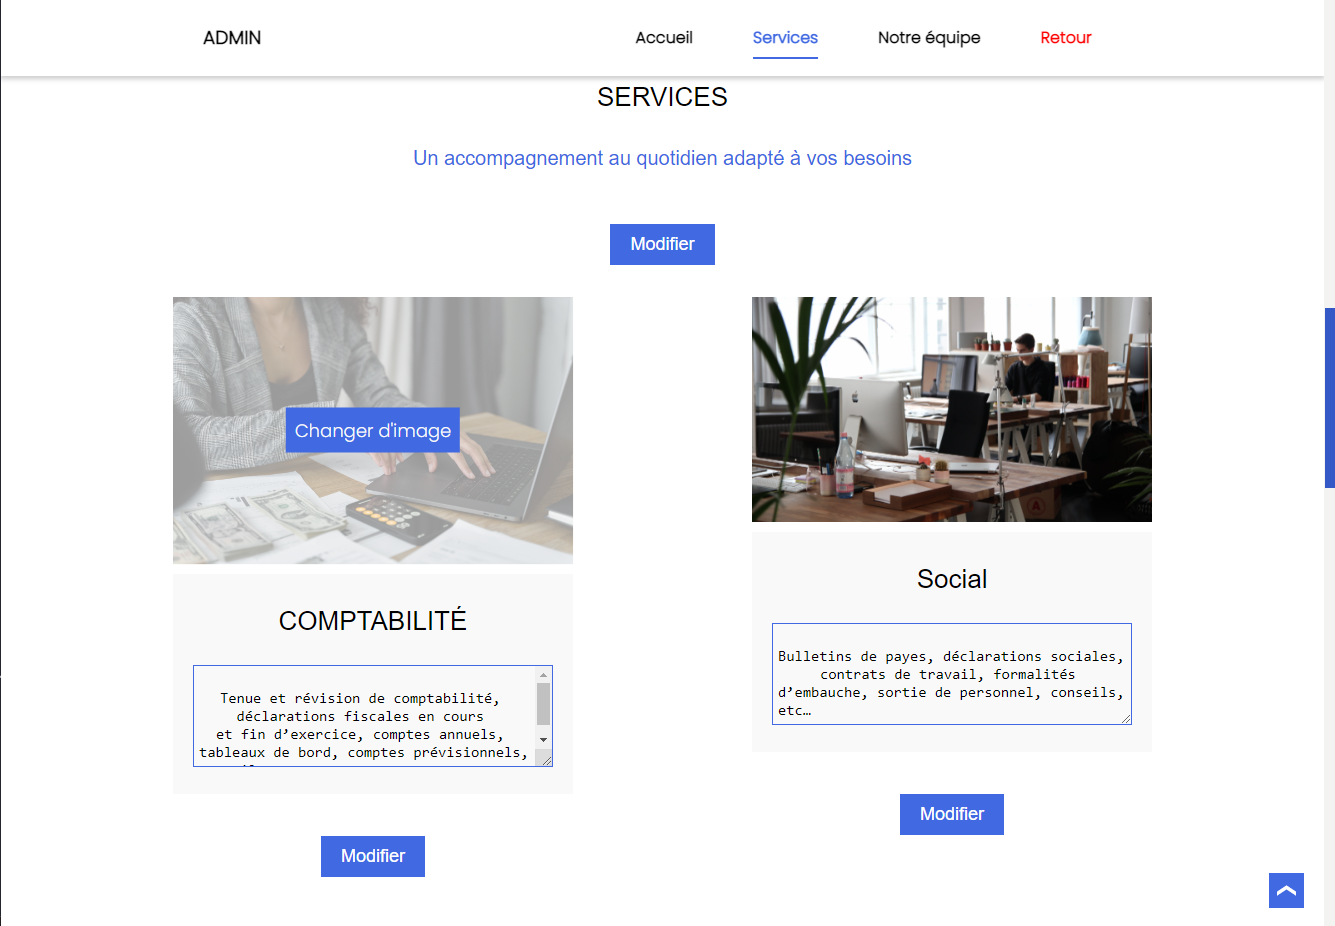 ADMIN
Accueil
Services
Notre équipe
Retour
SERVICES
Un accompagnement au quotidien adapté à vos besoins
Modifier
Changer d'image
COMPTABILITÉ
Tenue et révision de comptabilité,
déclarations fiscales en cours
et fin d’exercice, comptes annuels,
tableaux de bord, comptes prévisionnels,
Modifier
Social
Bulletins de payes, déclarations sociales,
contrats de travail, formalités
d’embauche, sortie de personnel, conseils,
etc…
Modifier